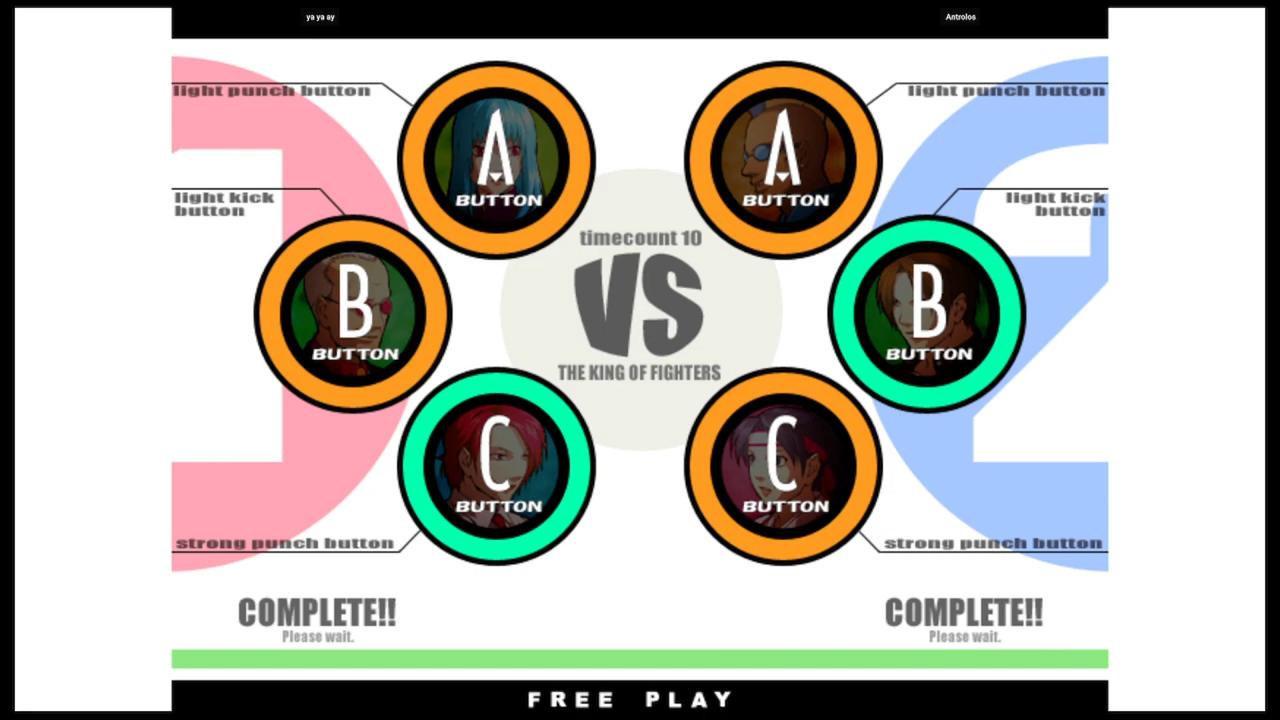 ya ya ay
Antrolos
light punch button
light punch button
A
BUTTON
A
BUTTON
light kick
button
light kick
button
timecount 10
VS
THE KING OF FIGHTERS
B
BUTTON
B
BUTTON
C
BUTTON
C
BUTTON
strong punch button
strong punch button
1
2
COMPLETE!!
Please wait.
COMPLETE!!
Please wait.
FREE PLAY